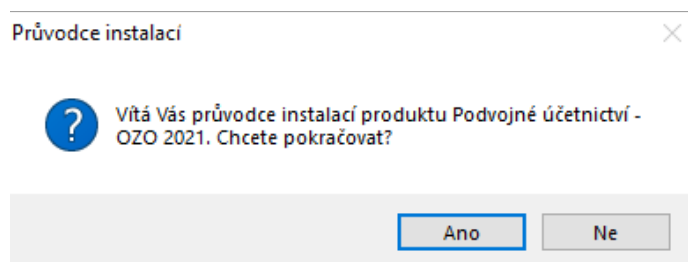 Průvodce instalací
Vítá Vás průvodce instalací produktu Podvojné účetnictví -
OZO 2021. Chcete pokračovat?
Ano
Ne